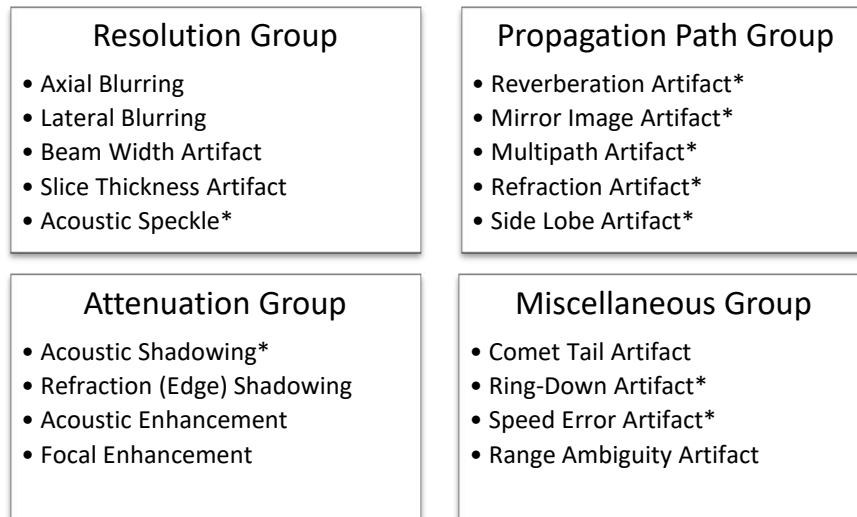 Resolution Group
• Axial Blurring
• Lateral Blurring
• Beam Width Artifact
• Slice Thickness Artifact
• Acoustic Speckle*
Propagation Path Group
• Reverberation Artifact*
• Mirror Image Artifact*
• Multipath Artifact*
• Refraction Artifact*
• Side Lobe Artifact*
Attenuation Group
• Acoustic Shadowing*
• Refraction (Edge) Shadowing
• Acoustic Enhancement
• Focal Enhancement
Miscellaneous Group
• Comet Tail Artifact
• Ring-Down Artifact*
• Speed Error Artifact*
• Range Ambiguity Artifact